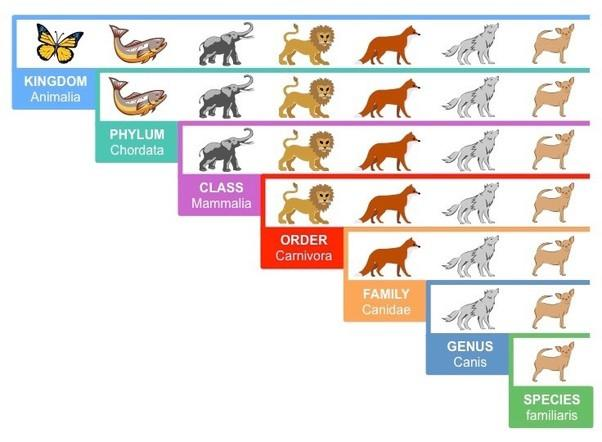 KINGDOM
Animalia
PHYLUM
Chordata
CLASS
Mammalia
ORDER
Carnivora
FAMILY
Canidae
GENUS
Canis
SPECIES
familiaris